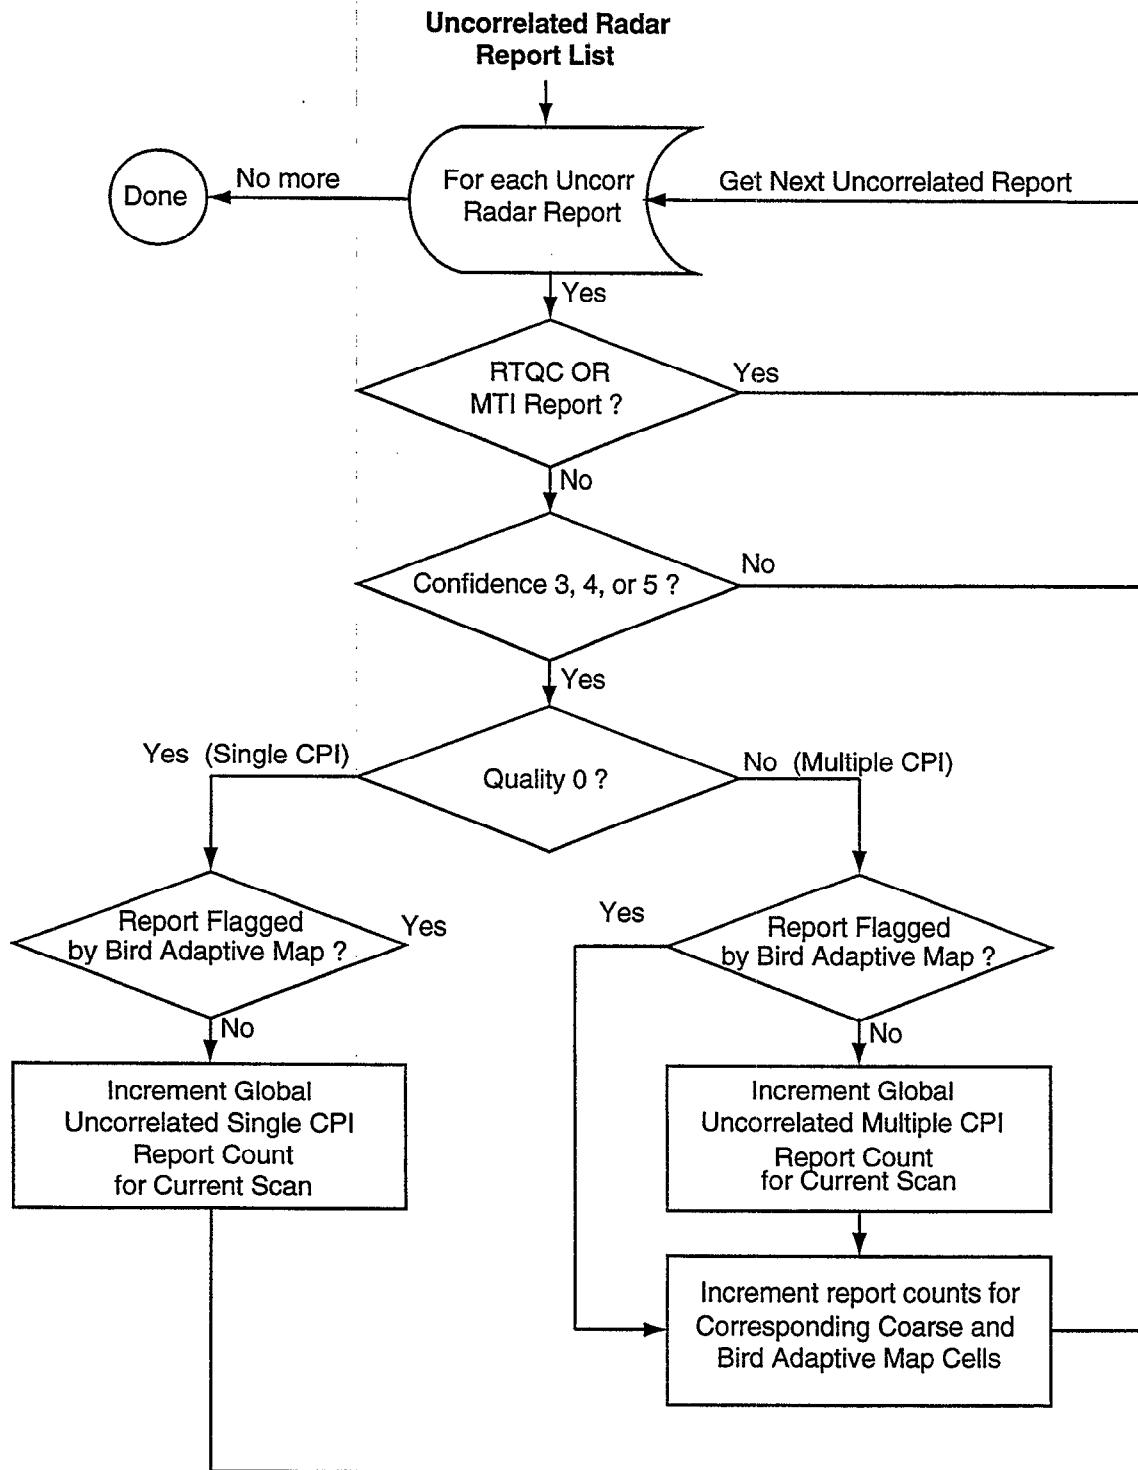 Uncorrelated Radar
Report List
Done
No more
For each Uncorr
Radar Report
Get Next Uncorrelated Report
Yes
RTQC OR
MTI Report ?
Yes
No
Confidence 3, 4, or 5 ?
No
Yes
Yes (Single CPI)
Quality 0 ?
No (Multiple CPI)
Report Flagged
by Bird Adaptive Map ?
Yes
Yes
Report Flagged
by Bird Adaptive Map ?
No
No
Increment Global
Uncorrelated Single CPI
Report Count
for Current Scan
Increment Global
Uncorrelated Multiple CPI
Report Count
for Current Scan
Increment report counts for
Corresponding Coarse and
Bird Adaptive Map Cells